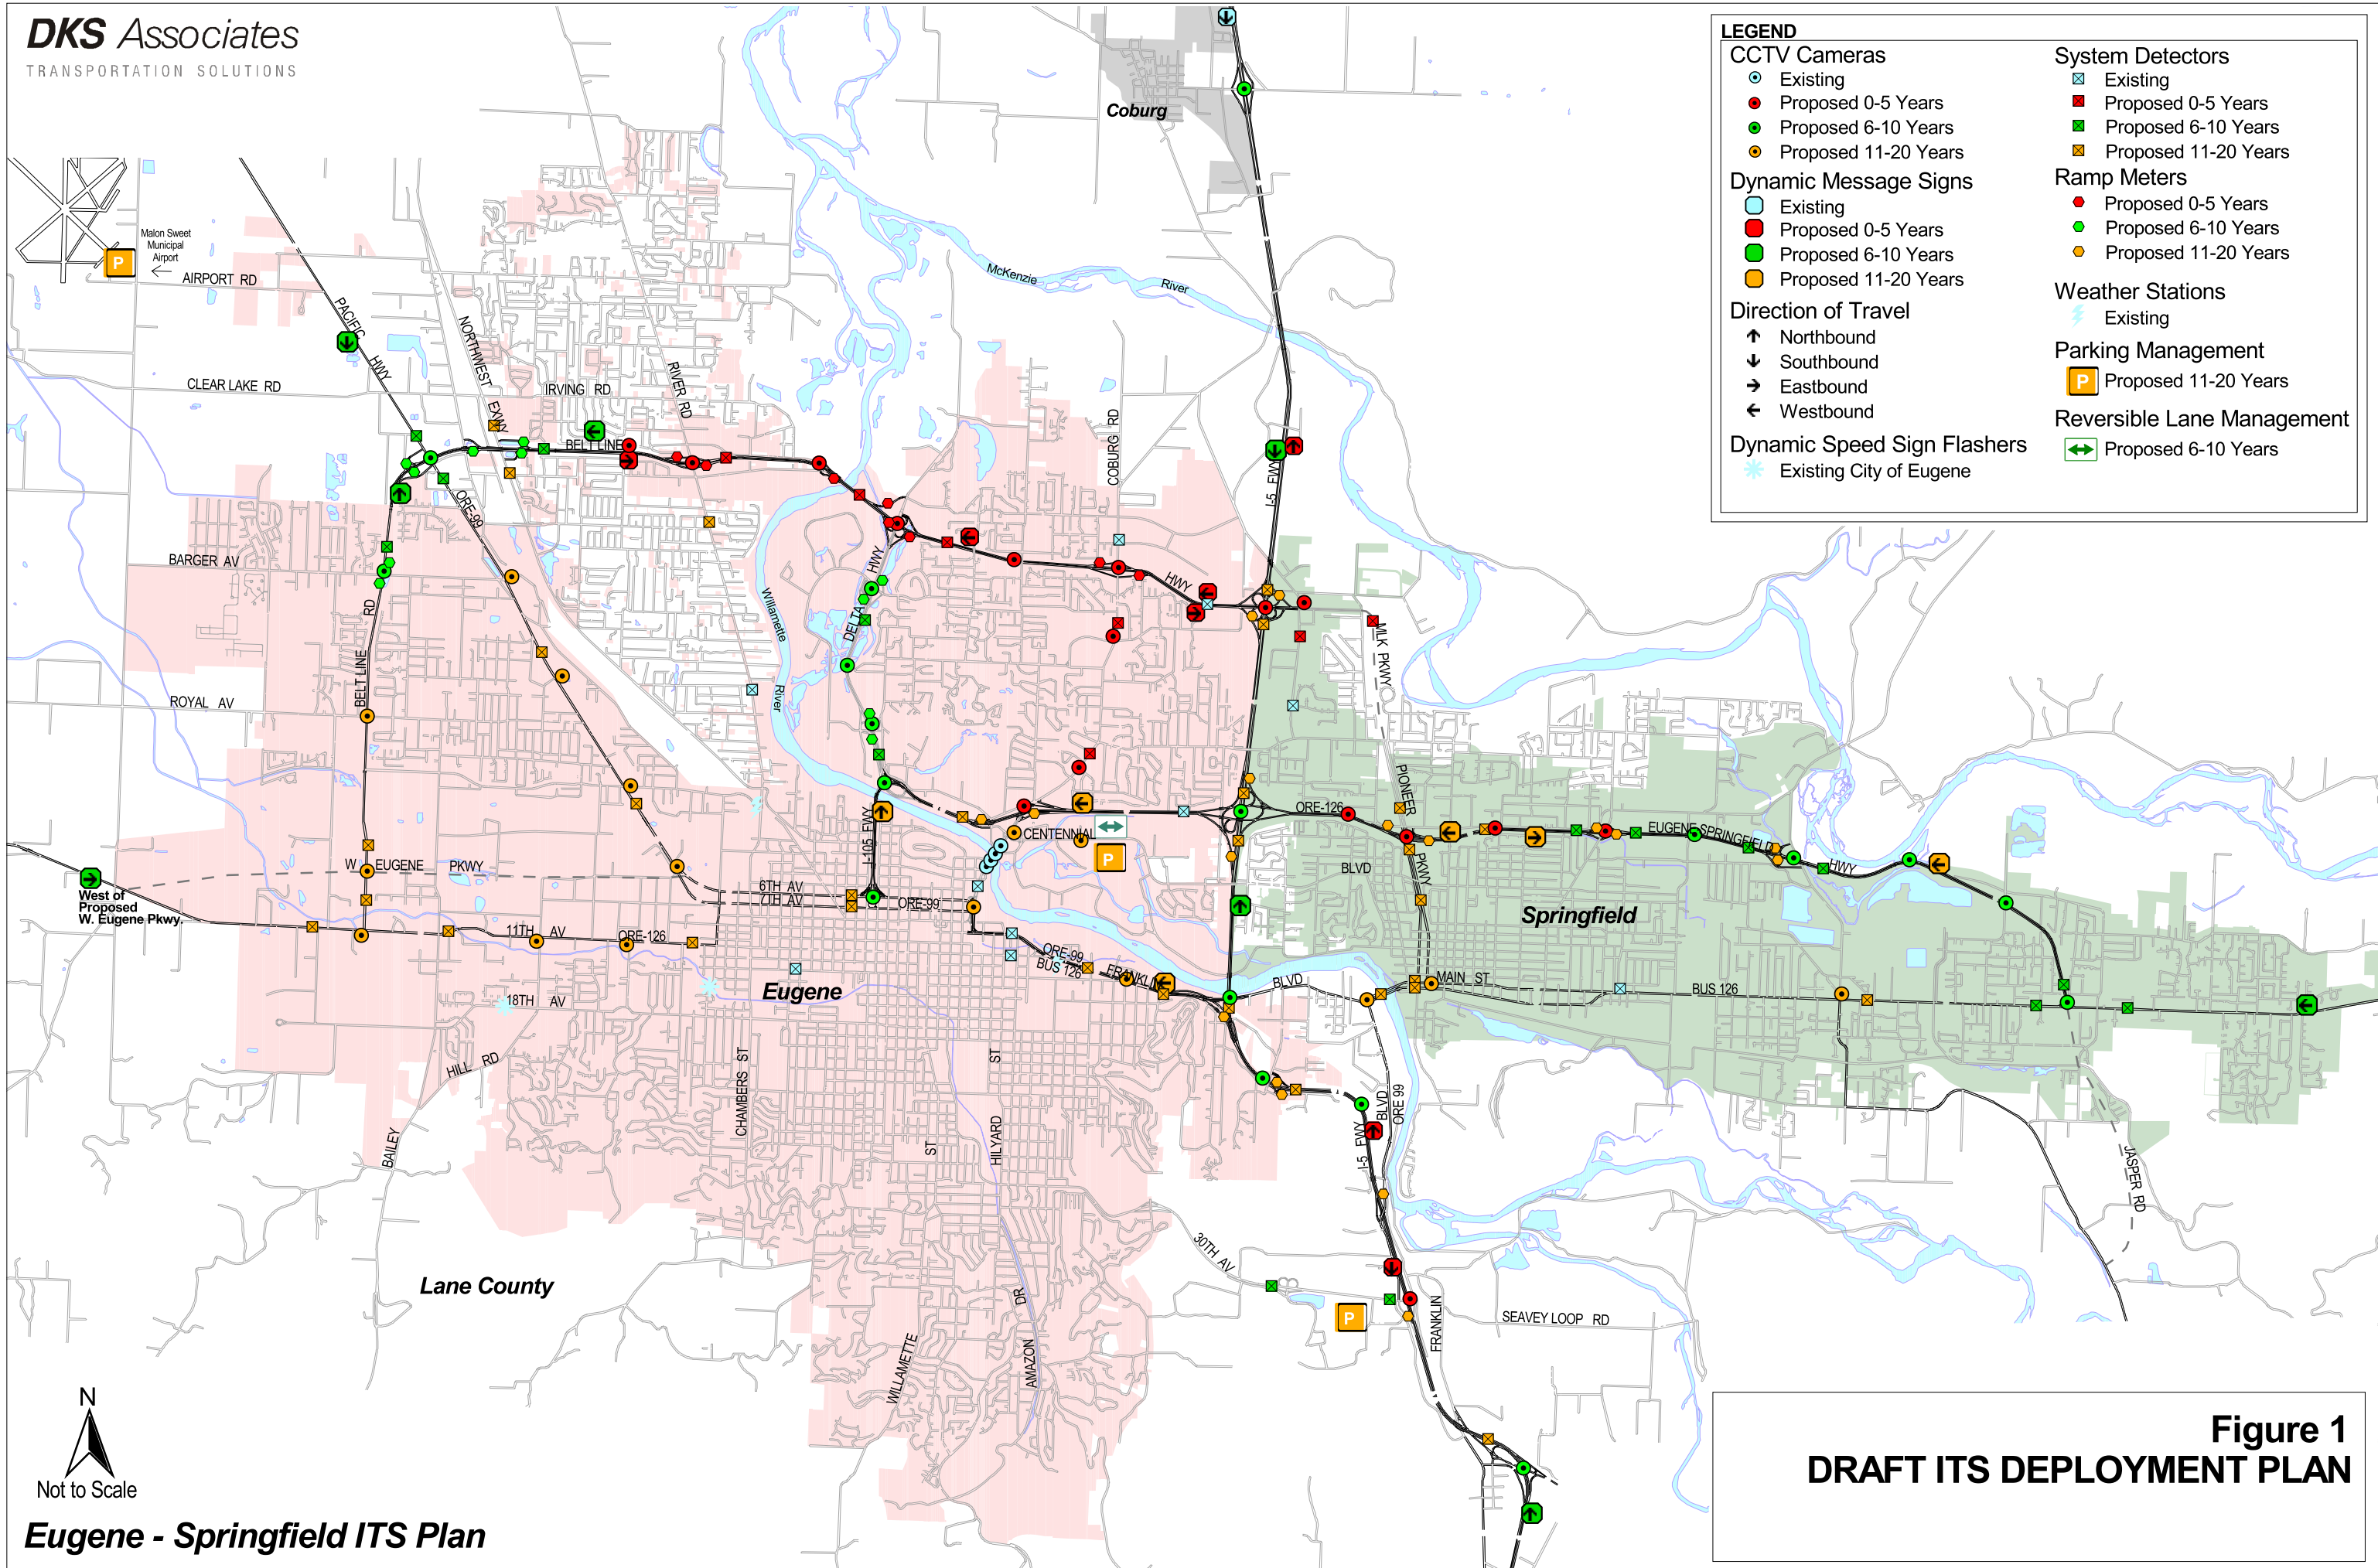 DKS Associates
TRANSPORTATION SOLUTIONS
LEGEND
CCTV Cameras
Existing
Proposed 0-5 Years
Proposed 6-10 Years
Proposed 11-20 Years
Dynamic Message Signs
Existing
Proposed 0-5 Years
Proposed 6-10 Years
Proposed 11-20 Years
Direction of Travel
Northbound
Southbound
Eastbound
Westbound
Dynamic Speed Sign Flashers
Existing City of Eugene
System Detectors
Existing
Proposed 0-5 Years
Proposed 6-10 Years
Proposed 11-20 Years
Ramp Meters
Proposed 0-5 Years
Proposed 6-10 Years
Proposed 11-20 Years
Weather Stations
Existing
Parking Management
P
Proposed 11-20 Years
Reversible Lane Management
Proposed 6-10 Years
Coburg
Malon Sweet
Municipal
Airport
P
AIRPORT RD
McKenzie
River
PACIFIC
HWY
NORTHWEST
EXWY
CLEAR LAKE RD
IRVING RD
RIVER RD
COBURG RD
BELT LINE
I-5 FWY
ORE-99
BARGER AV
HWY
HWY
DELTA
Willamette
River
RD
BELT LINE
MLK PKWY
ROYAL AV
PIONEER
PKWY
ORE-126
I-105 FWY
CENTENNIAL
P
BLVD
EUGENE SPRINGFIELD
HWY
W EUGENE PKWY
West of
Proposed
W. Eugene Pkwy.
6TH AV
7TH AV
ORE-99
Springfield
11TH AV
ORE-126
ORE-99
BUS 126
FRANKLIN
BLVD
MAIN ST
BUS 126
Eugene
18TH AV
HILL RD
BAILEY
CHAMBERS ST
ST
HILYARD
ST
BLVD
ORE 99
I-5 FWY
JASPER RD
30TH AV
Lane County
DR
AMAZON
WILLAMETTE
P
FRANKLIN
SEAVEY LOOP RD
N
Not to Scale
Eugene - Springfield ITS Plan
Figure 1
DRAFT ITS DEPLOYMENT PLAN